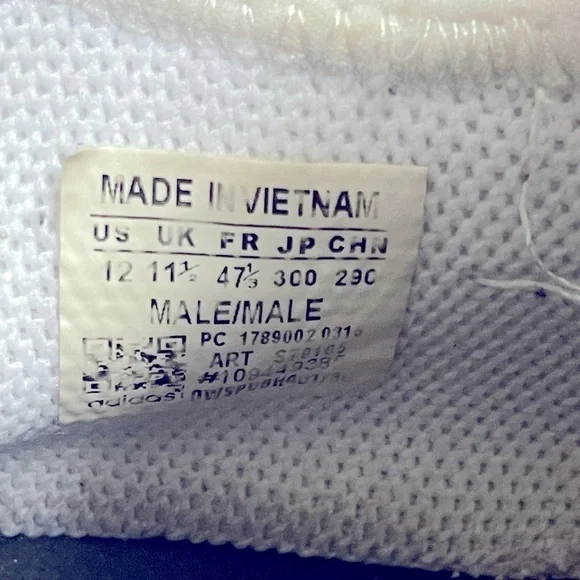 MADE IN VIETNAM
US UK FR JP CHN
12 11½ 47⅓ 300 290
MALE/MALE
PC 1789002
ART
adidas